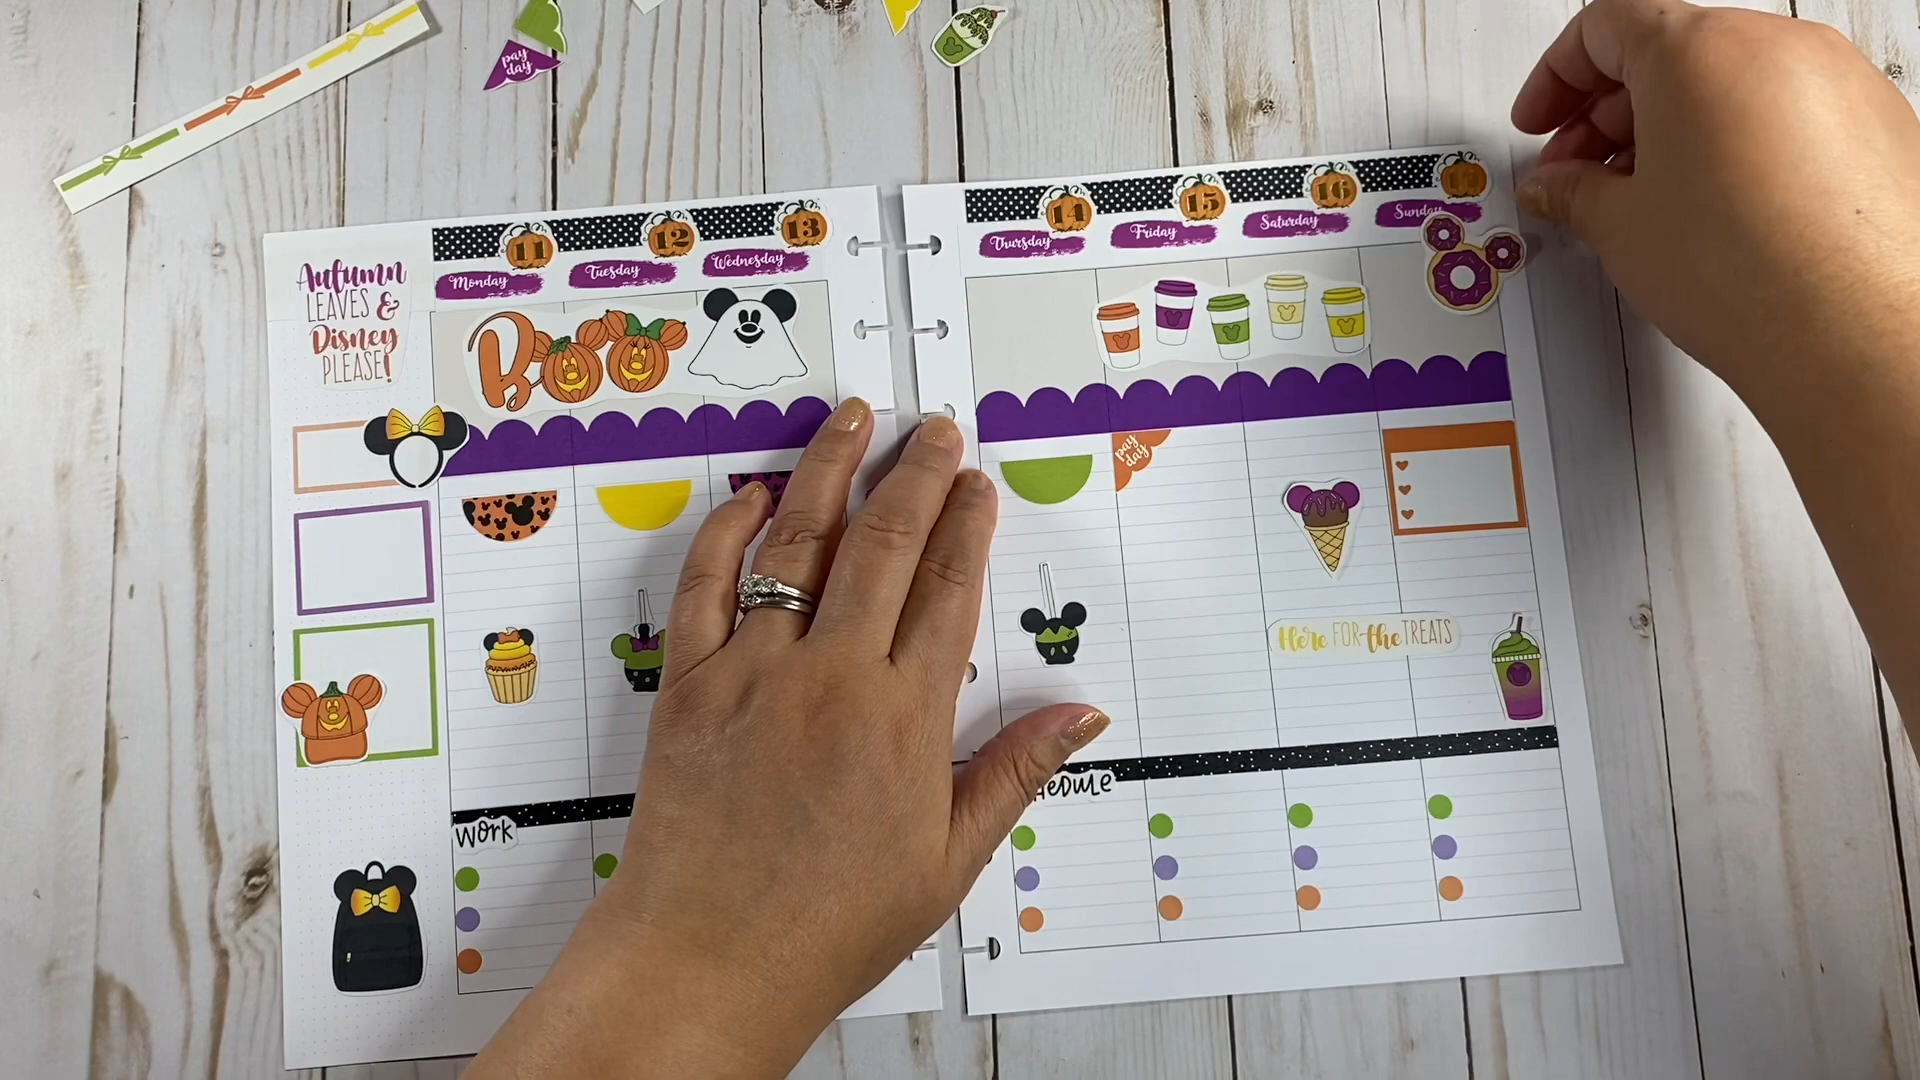 pay
day
11
12
13
14
15
16
Monday
Tuesday
Wednesday
Thursday
Friday
Saturday
Sunday
Autumn
LEAVES &
Disney
PLEASE!
Boo
pay
day
Here FOR the TREATS
Work